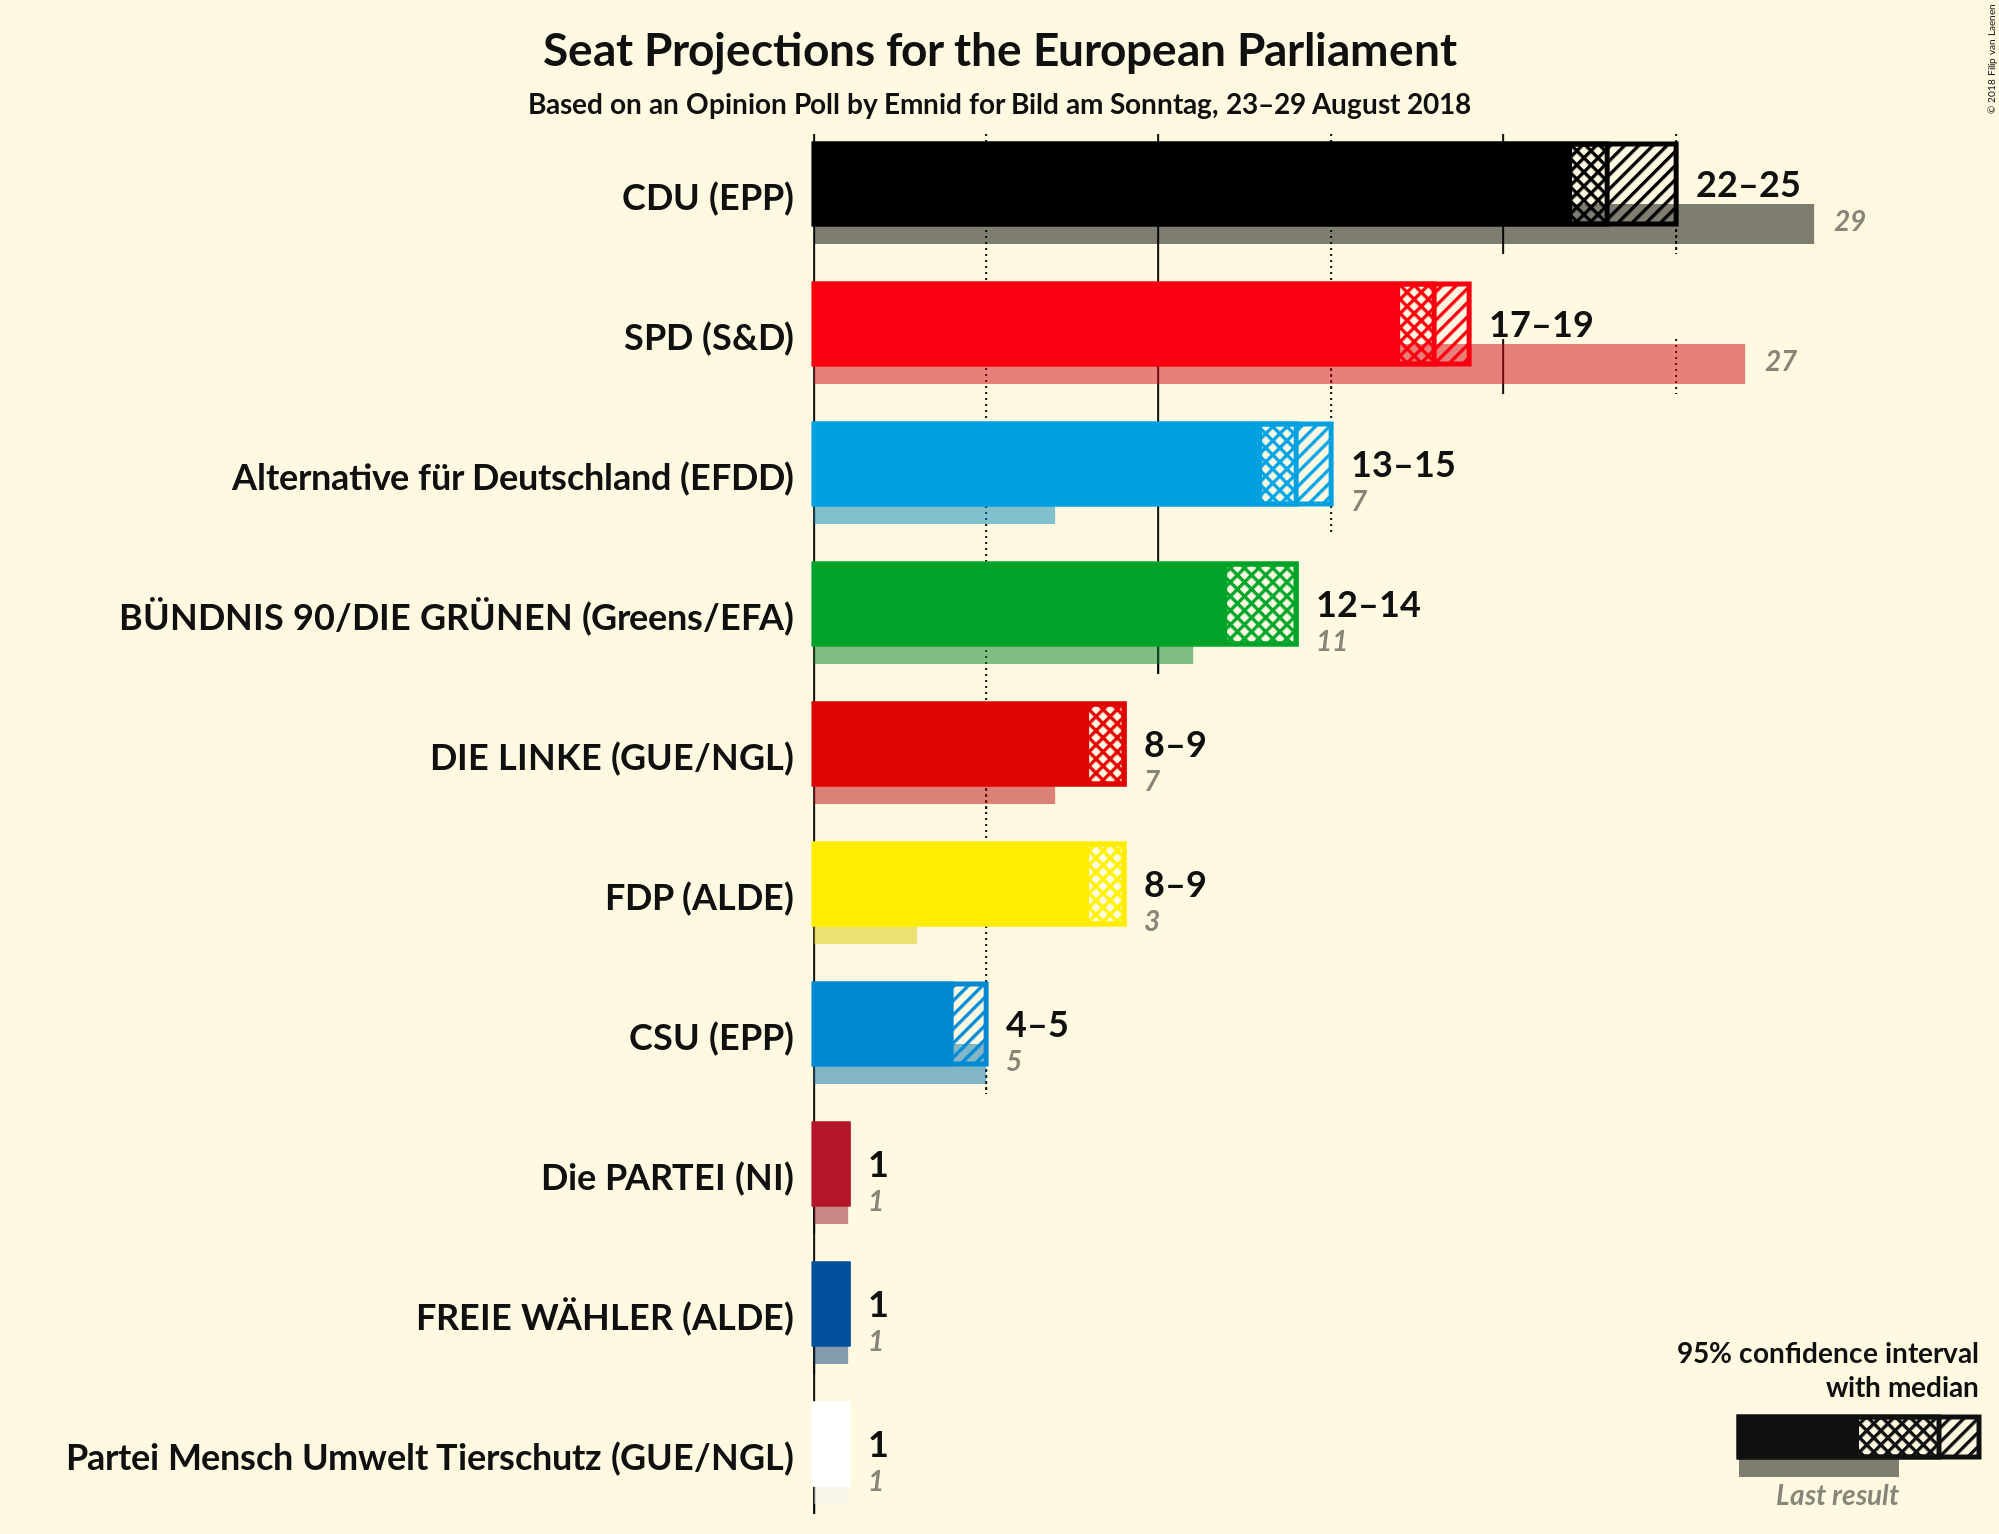 Seat Projections for the European Parliament
Based on an Opinion Poll by Emnid for Bild am Sonntag, 23–29 August 2018
© 2018 Filip van Laenen
CDU (EPP)
22–25
29
SPD (S&D)
17–19
27
Alternative für Deutschland (EFDD)
13–15
7
BÜNDNIS 90/DIE GRÜNEN (Greens/EFA)
12–14
11
DIE LINKE (GUE/NGL)
8–9
7
FDP (ALDE)
8–9
3
CSU (EPP)
4–5
5
Die PARTEI (NI)
1
1
FREIE WÄHLER (ALDE)
1
1
Partei Mensch Umwelt Tierschutz (GUE/NGL)
1
1
95% confidence interval
with median
Last result